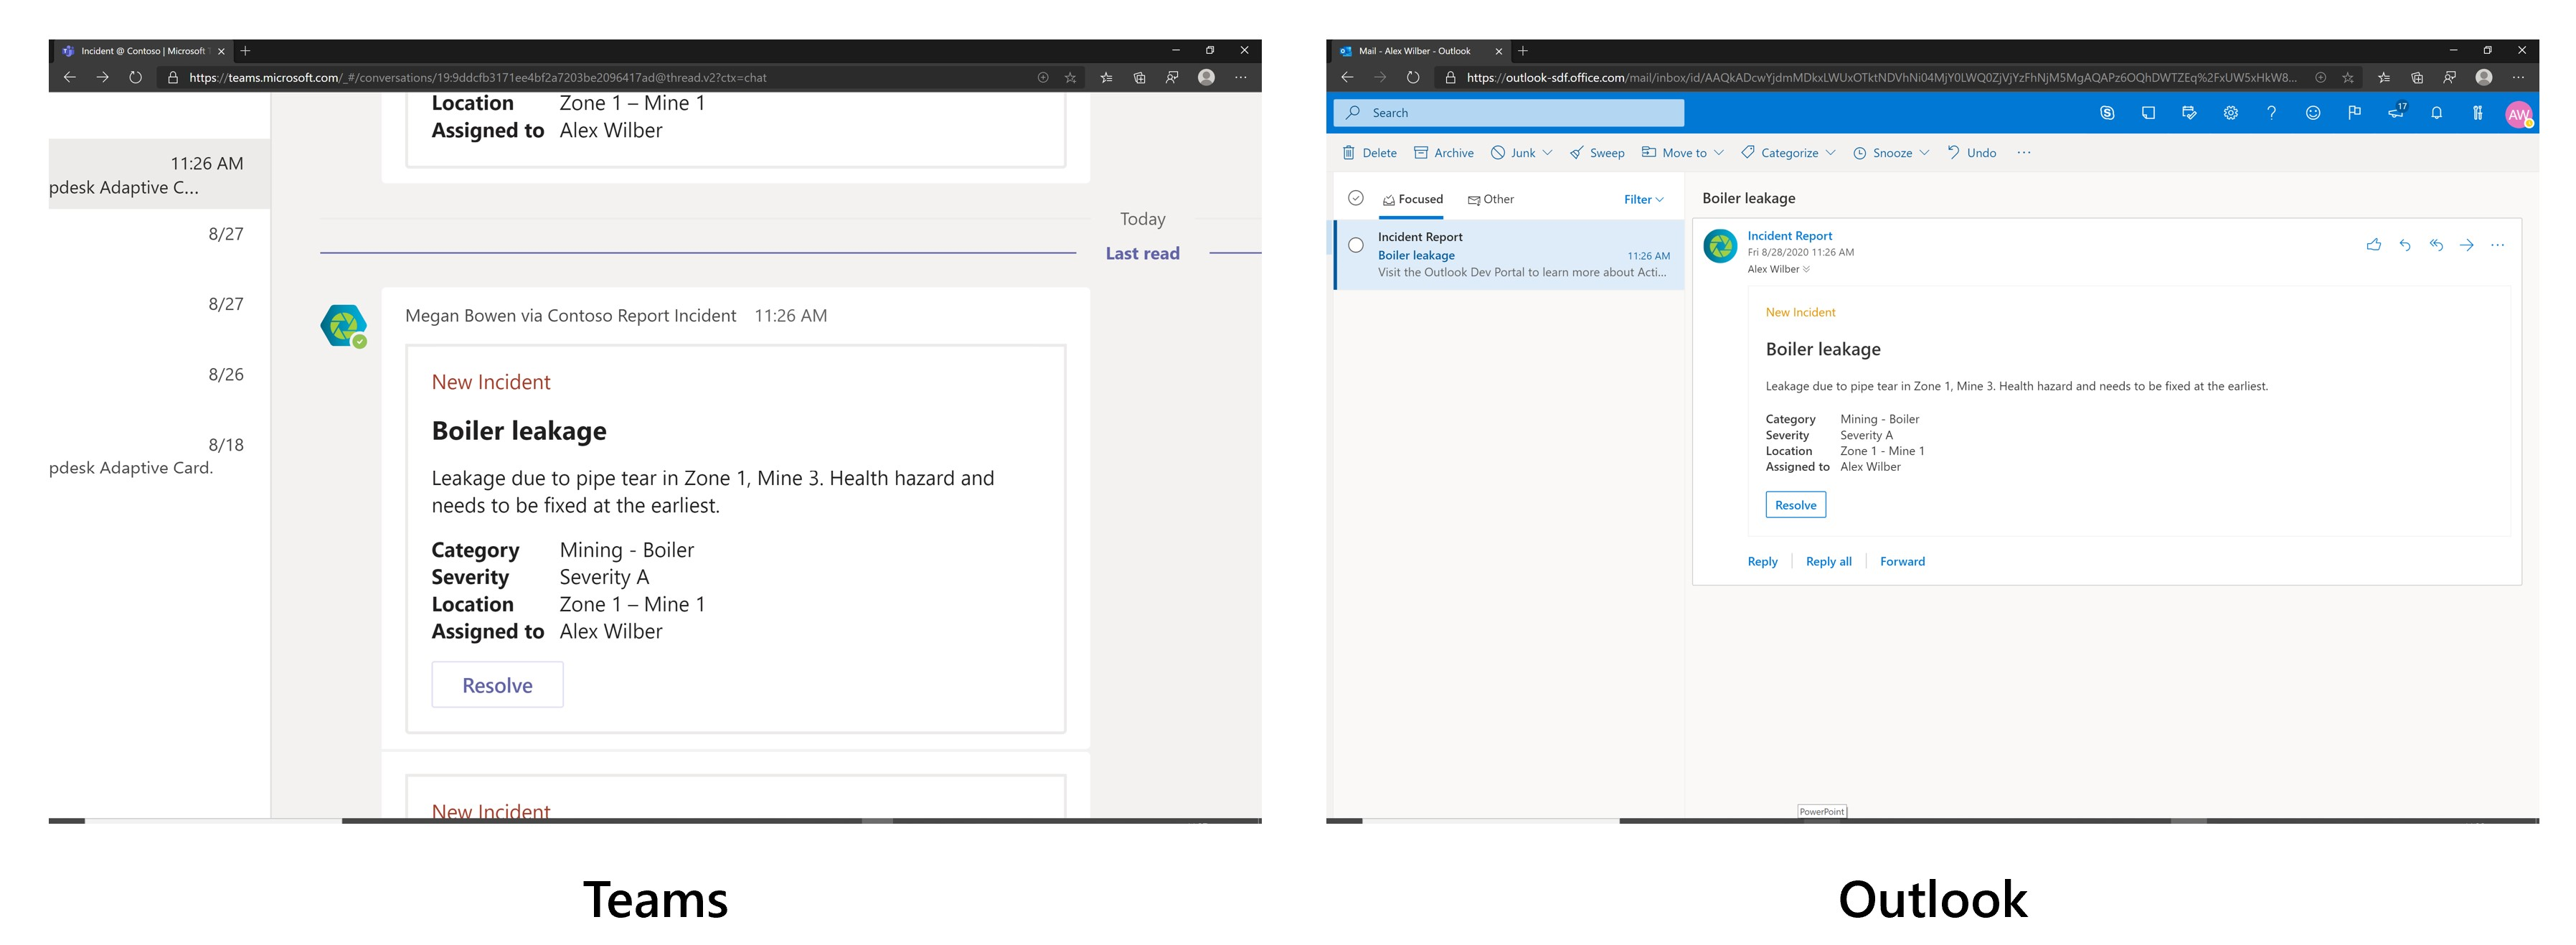 Incident @ Contoso | Microsoft T
https://teams.microsoft.com/_#/conversations/19:9ddcfb3171ee4bf2a7203be2096417ad@thread.v2?ctx=chat
11:26 AM
pdesk Adaptive C...
8/27
8/27
8/26
8/18
pdesk Adaptive Card.
Location Zone 1 – Mine 1
Assigned to Alex Wilber
Today
Last read
Megan Bowen via Contoso Report Incident 11:26 AM
New Incident
Boiler leakage
Leakage due to pipe tear in Zone 1, Mine 3. Health hazard and
needs to be fixed at the earliest.
Category Mining - Boiler
Severity Severity A
Location Zone 1 – Mine 1
Assigned to Alex Wilber
Resolve
New Incident
Teams
Mail - Alex Wilber - Outlook
https://outlook-sdf.office.com/mail/inbox/id/AAQkADcwYjdmMDkxLWUxOTktNDVhNi04MjY0LWQ0ZjVjYzFhNjM5MgAQAPz6OQhDWTZEq%2FxUW5xHkW8...
Search
17
AW
Delete Archive Junk Sweep Move to Categorize Snooze Undo ...
Focused Other Filter
Incident Report
Boiler leakage 11:26 AM
Visit the Outlook Dev Portal to learn more about Acti...
Boiler leakage
Incident Report
Fri 8/28/2020 11:26 AM
Alex Wilber
New Incident
Boiler leakage
Leakage due to pipe tear in Zone 1, Mine 3. Health hazard and needs to be fixed at the earliest.
Category Mining - Boiler
Severity Severity A
Location Zone 1 - Mine 1
Assigned to Alex Wilber
Resolve
Reply Reply all Forward
PowerPoint
Outlook